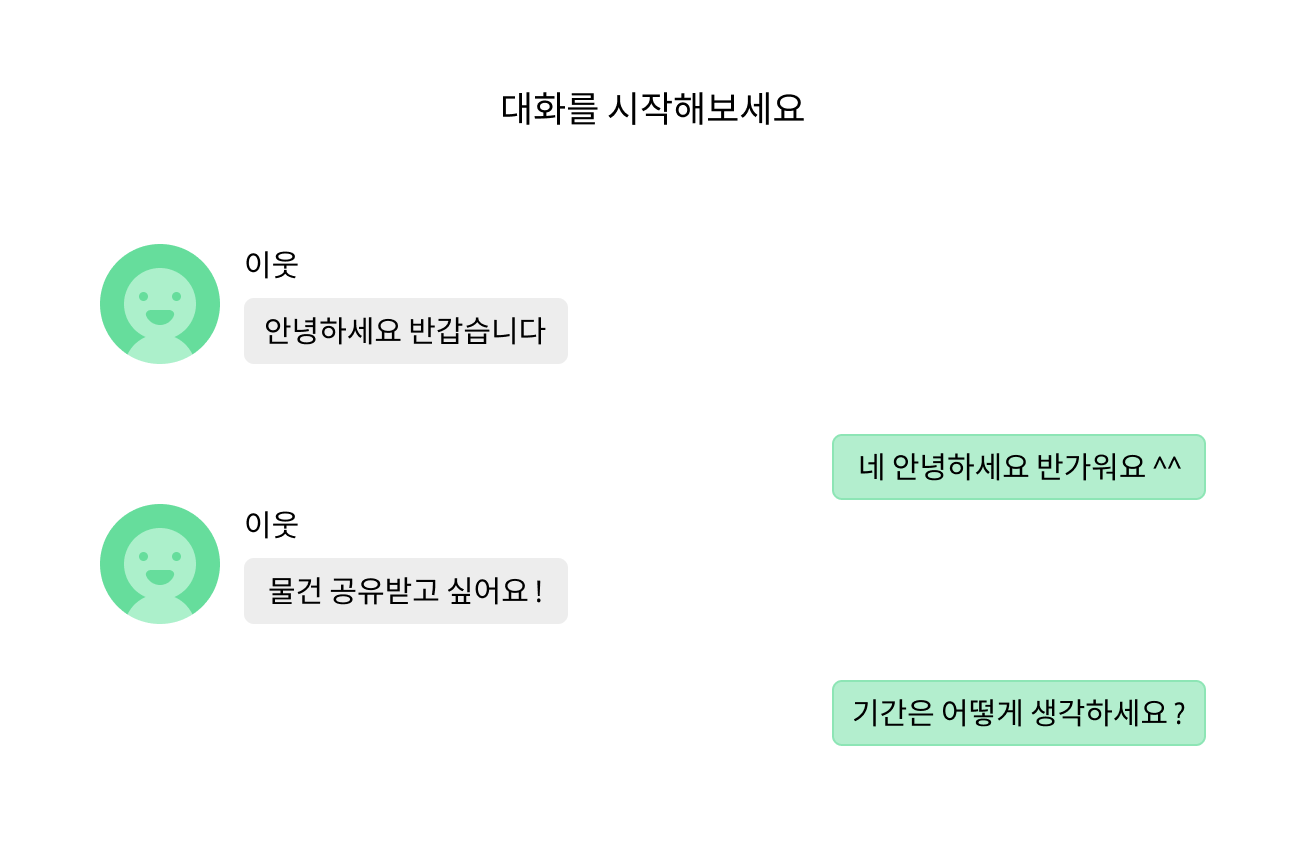 대화를 시작해보세요
이웃
안녕하세요 반갑습니다
네 안녕하세요 반가워요 ^^
이웃
물건 공유받고 싶어요 !
기간은 어떻게 생각하세요 ?